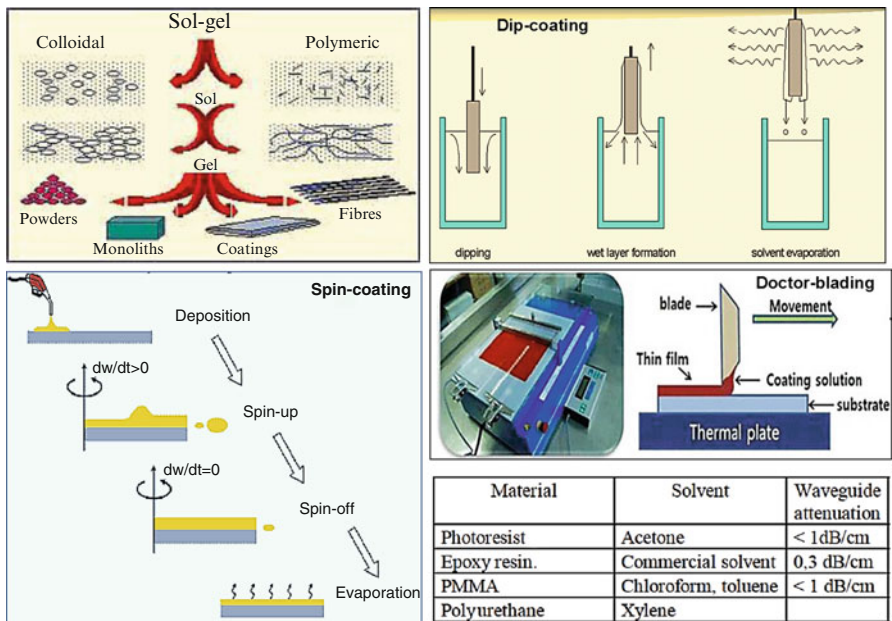 Sol-gel
Colloidal
Polymeric
Sol
Gel
Powders
Fibres
Monoliths
Coatings
Dip-coating
dipping
wet layer formation
solvent evaporation
Spin-coating
Deposition
dw/dt>0
Spin-up
dw/dt=0
Spin-off
Evaporation
Doctor-blading
blade
Movement
Thin film
Coating solution
substrate
Thermal plate
Material Solvent Waveguide
attenuation
Photoresist Acetone < 1dB/cm
Epoxy resin. Commercial solvent 0,3 dB/cm
PMMA Chloroform, toluene < 1 dB/cm
Polyurethane Xylene